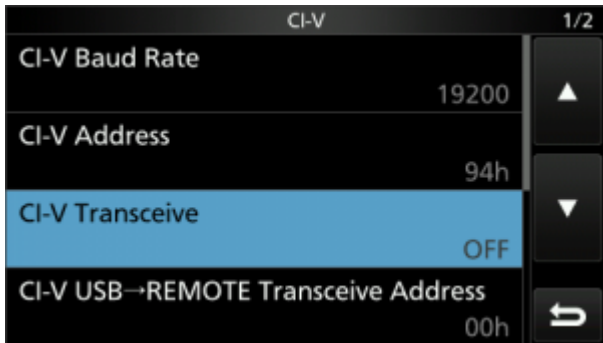 CI-V
1/2
CI-V Baud Rate
19200
CI-V Address
94h
CI-V Transceive
OFF
CI-V USB→REMOTE Transceive Address
00h